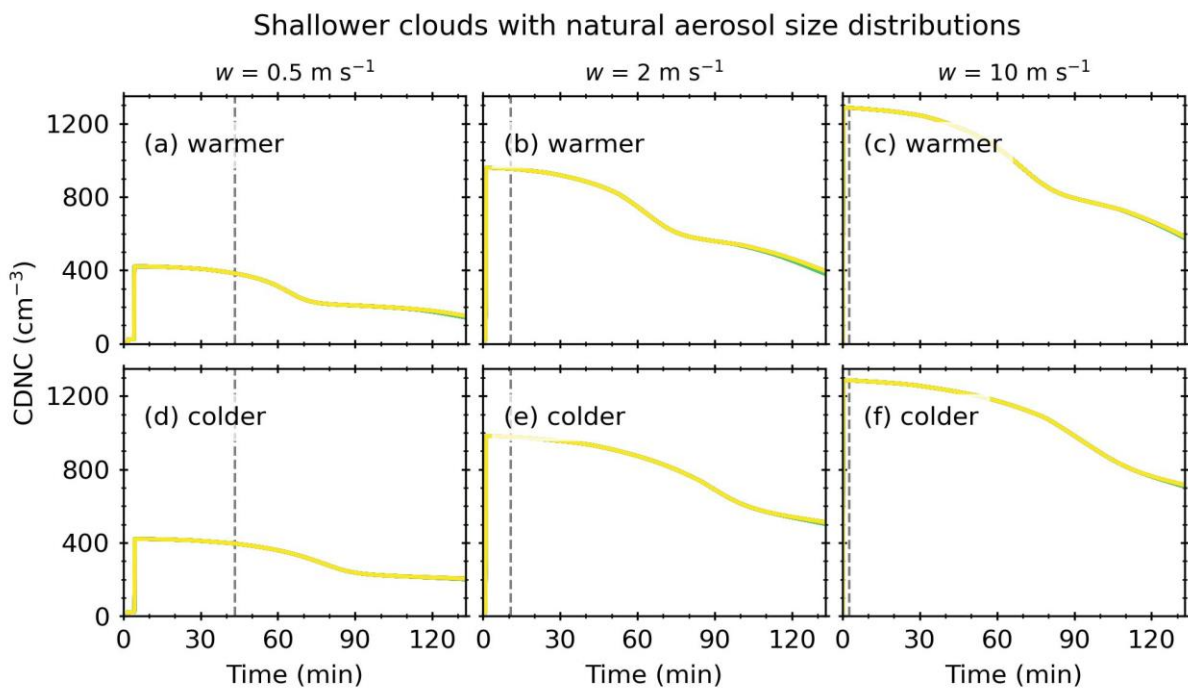 Shallower clouds with natural aerosol size distributions
w = 0.5 m s⁻¹
w = 2 m s⁻¹
w = 10 m s⁻¹
CDNC (cm⁻³)
1200
800
400
0
(a) warmer
(b) warmer
(c) warmer
1200
800
400
0
(d) colder
(e) colder
(f) colder
0 30 60 90 120
0 30 60 90 120
0 30 60 90 120
Time (min)
Time (min)
Time (min)